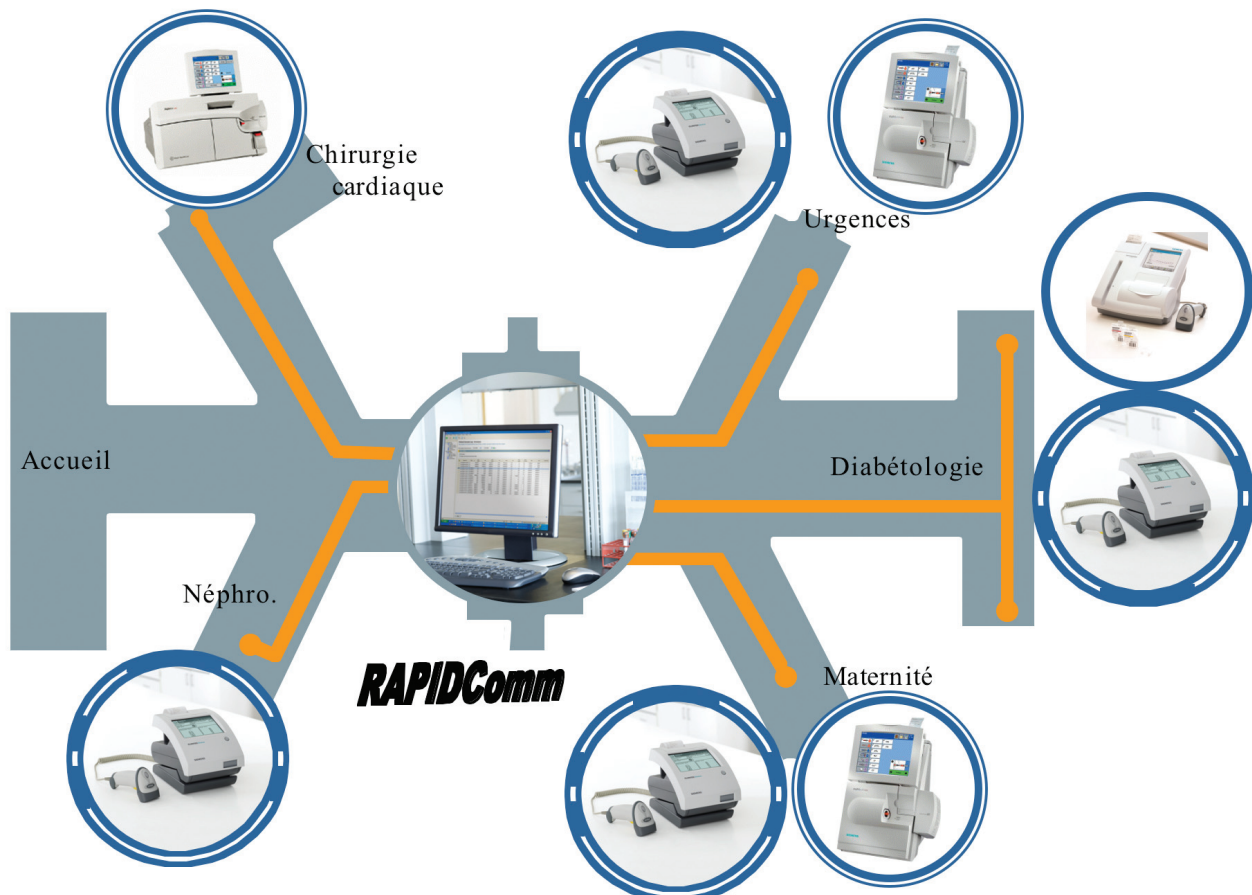 Chirurgie
cardiaque
Urgences
Accueil
Diabétologie
Néphro.
RAPIDComm
Maternité